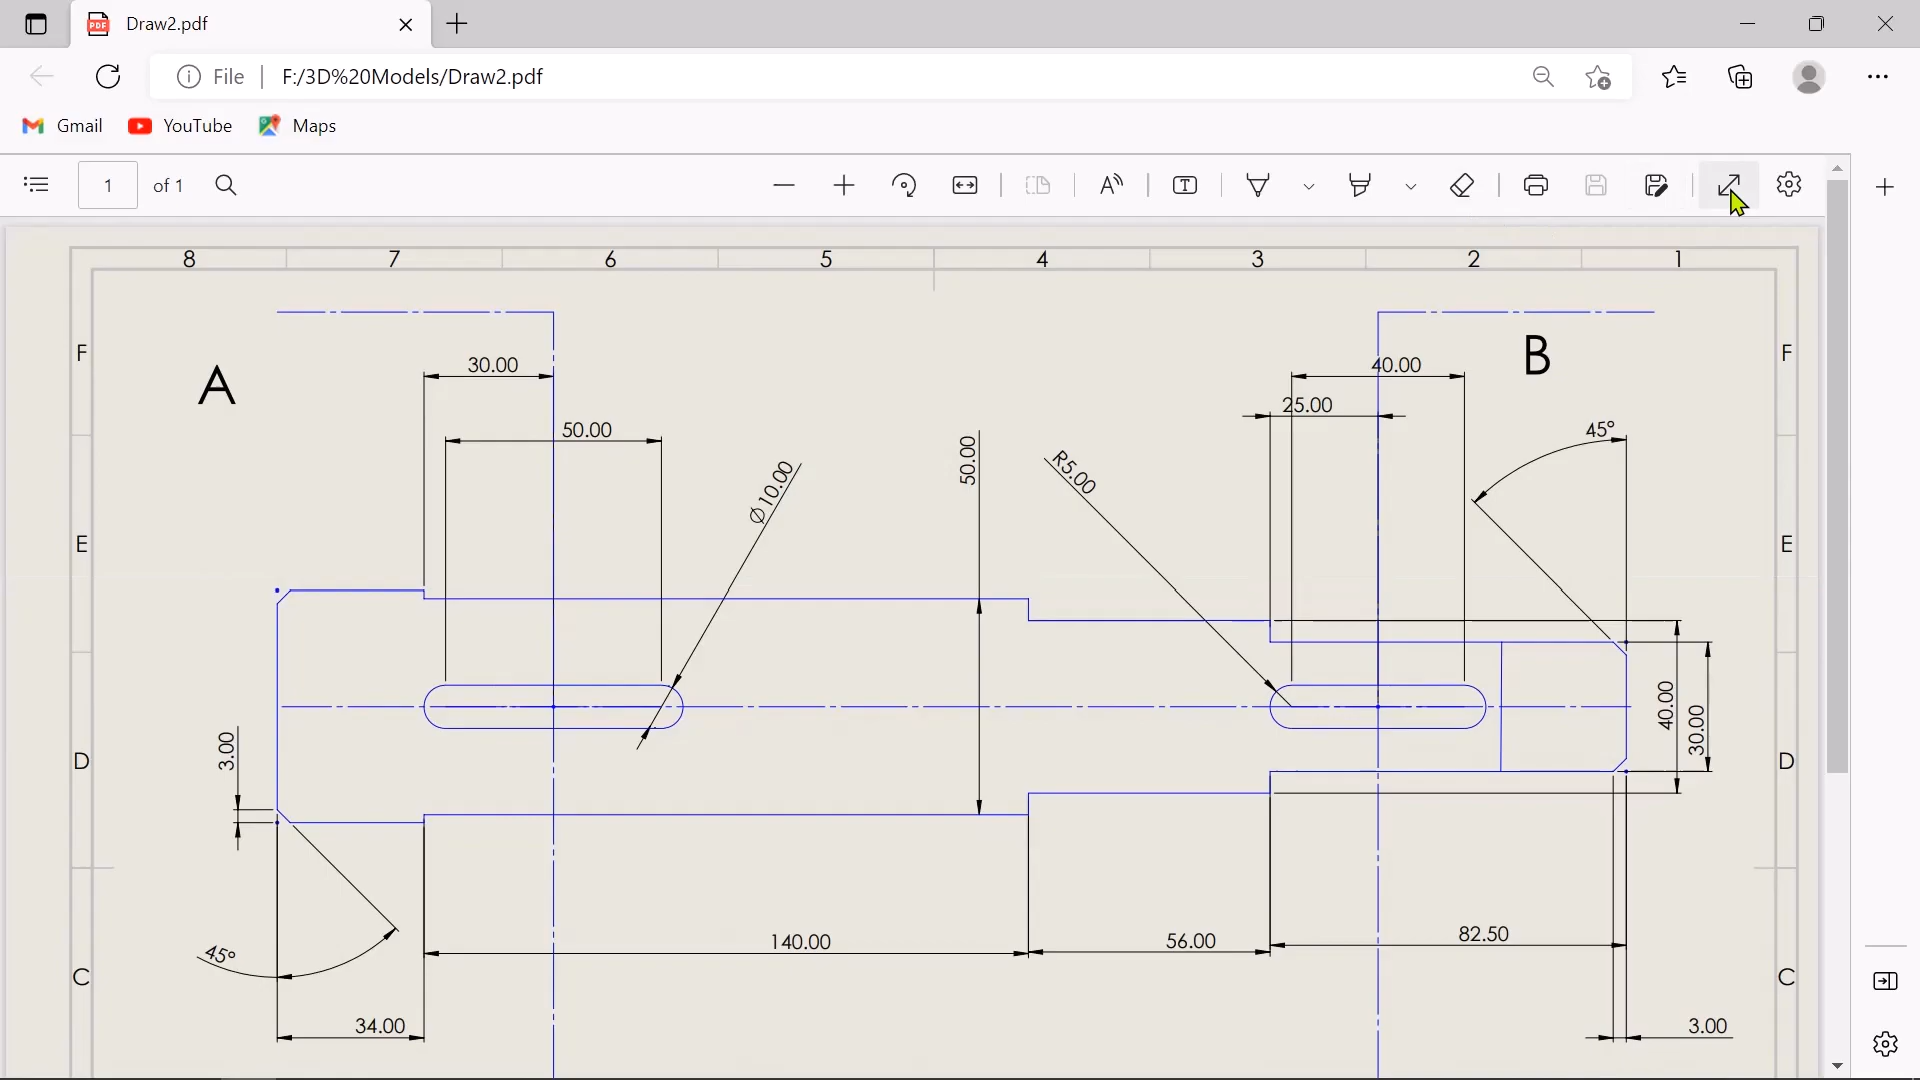 Draw2.pdf
File
F:/3D%20Models/Draw2.pdf
Gmail
YouTube
Maps
1
of 1
8
7
6
5
4
3
2
1
F
F
A
B
30.00
40.00
25.00
50.00
45°
50.00
R5.00
Ø10.00
E
E
3.00
40.00
30.00
D
D
45°
140.00
56.00
82.50
C
C
34.00
3.00